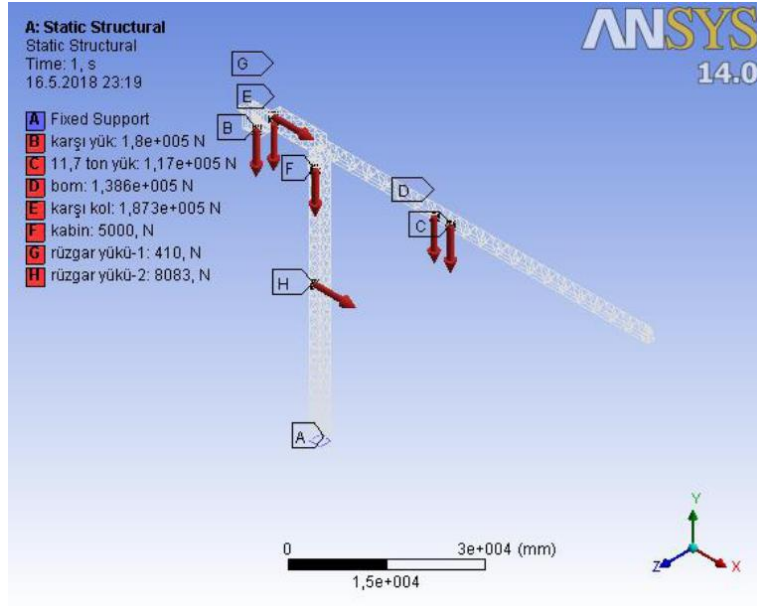 A: Static Structural
Static Structural
Time: 1, s
16.5.2018 23:19
A Fixed Support
B karşı yük: 1,8e+005 N
C 11,7 ton yük: 1,17e+005 N
D bom: 1,386e+005 N
E karşı kol: 1,873e+005 N
F kabin: 5000, N
G rüzgar yükü-1: 410, N
H rüzgar yükü-2: 8083, N
ANSYS
14.0
G
E
B
F
D
C
H
A
0 3e+004 (mm)
1,5e+004
Y
Z X